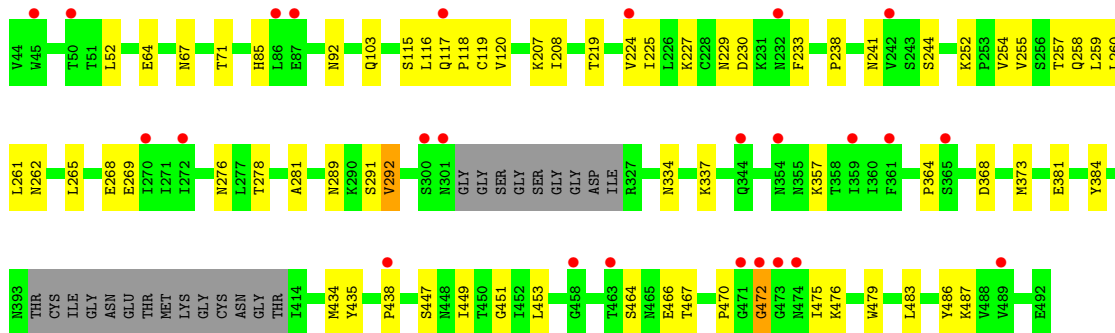 V44 W45 T50 T51 L52 E64 N67 T71 H85 L86 E87 N92 Q103 S115 L116 Q117 P118 C119 V120 K207 I208 T219 V224 I225 L226 K227 C228 N229 D230 K231 N232 F233 P238 N241 V242 S243 S244 K252 P253 V254 V255 S256 T257 Q258 L259 L260
L261 N262 L265 E268 E269 I270 I271 I272 N276 L277 T278 A281 N289 K290 S291 V292 S300 N301 GLY GLY SER GLY SER GLY GLY ASP ILE R327 N334 K337 Q344 N354 N355 K357 T358 I359 I360 F361 P364 S365 D368 M373 E381 Y384
N393 THR CYS ILE GLY ASN GLU THR MET LYS GLY CYS ASN GLY THR I414 M434 Y435 P438 S447 N448 I449 T450 G451 I452 L453 G458 T463 S464 N465 E466 T467 P470 G471 G472 G473 N474 I475 K476 W479 L483 Y486 K487 V488 V489 E492